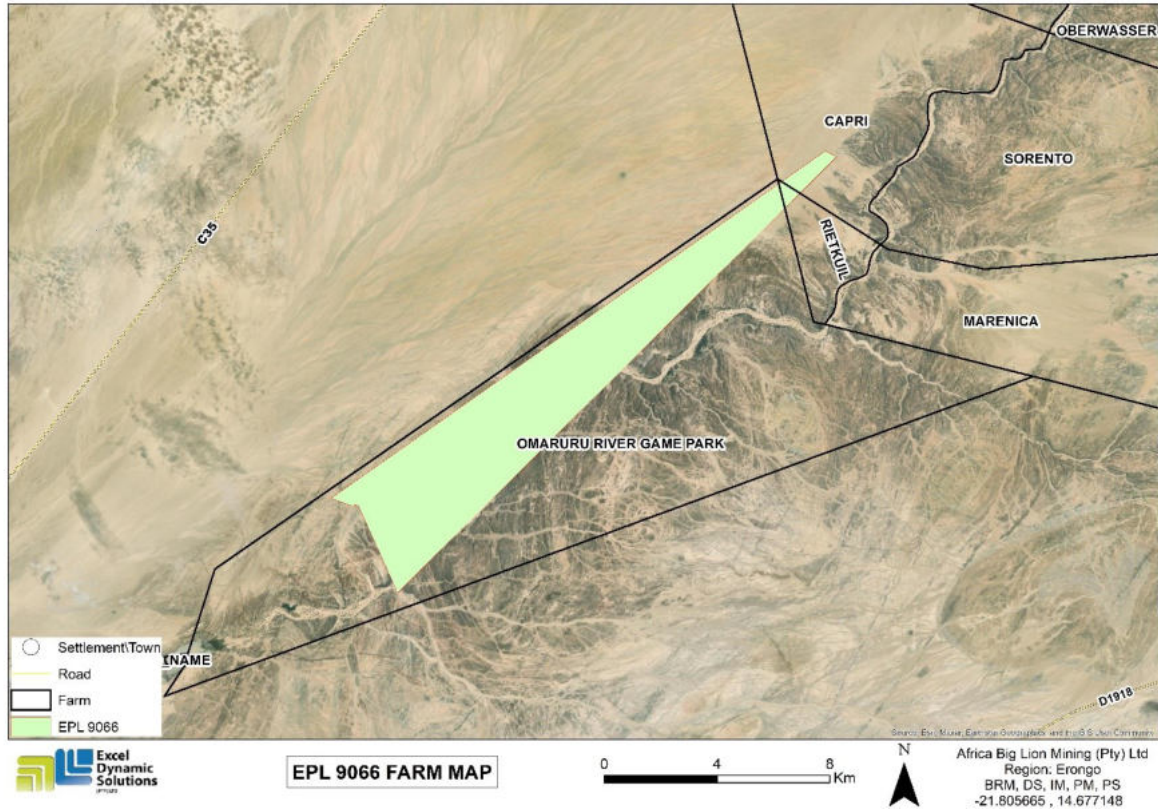 OBERWASSER
CAPRI
SORENTO
C35
RIETKUIL
MARENICA
OMARURU RIVER GAME PARK
NAME
D1918
Settlement\Town
Road
Farm
EPL 9066
Excel
Dynamic
Solutions
(PTY) LTD
EPL 9066 FARM MAP
0 4 8
Km
N
Africa Big Lion Mining (Pty) Ltd
Region: Erongo
BRM, DS, IM, PM, PS
-21.805665 , 14.677148